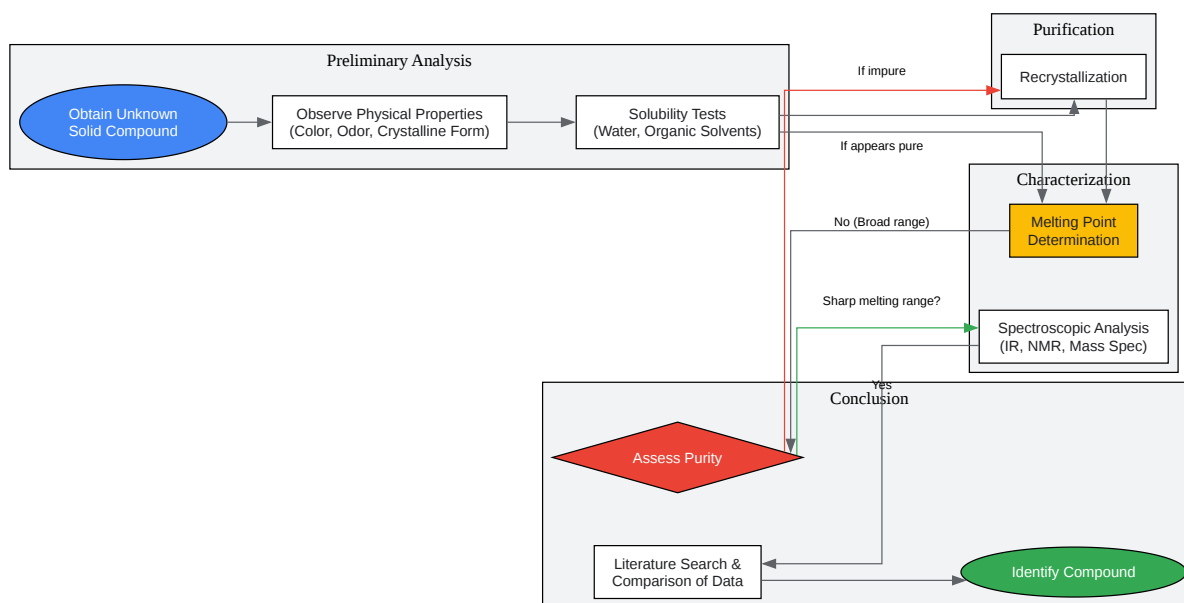 Preliminary Analysis
Obtain Unknown
Solid Compound
Observe Physical Properties
(Color, Odor, Crystalline Form)
Solubility Tests
(Water, Organic Solvents)
If impure
If appears pure
Purification
Recrystallization
Characterization
Melting Point
Determination
No (Broad range)
Sharp melting range?
Spectroscopic Analysis
(IR, NMR, Mass Spec)
Yes
Conclusion
Assess Purity
Literature Search &
Comparison of Data
Identify Compound